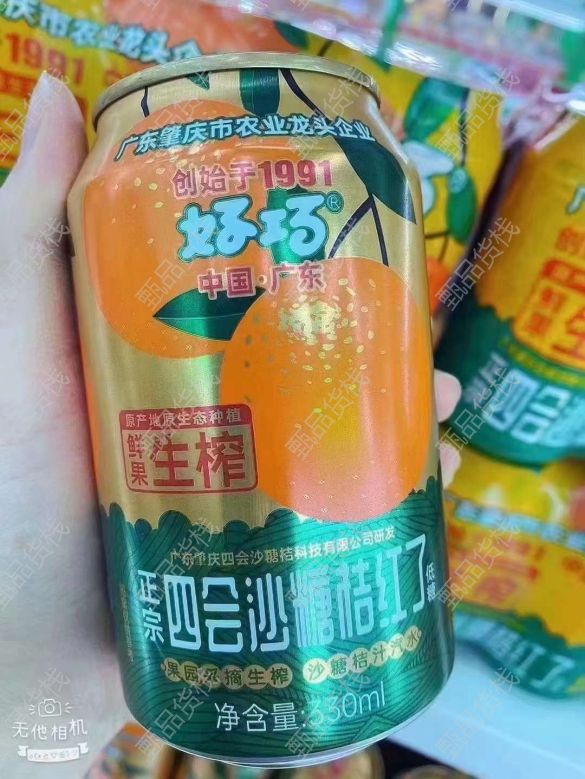 广东肇庆市农业龙头企业
创始于1991
好巧®
中国·广东
原产地原生态种植
鲜果
生榨
广东肇庆四会沙糖桔科技有限公司研发
正宗
四会沙糖桔红了
低糖
果园采摘生榨
沙糖桔汁汽水
净含量:330ml
无他相机
甄品货栈